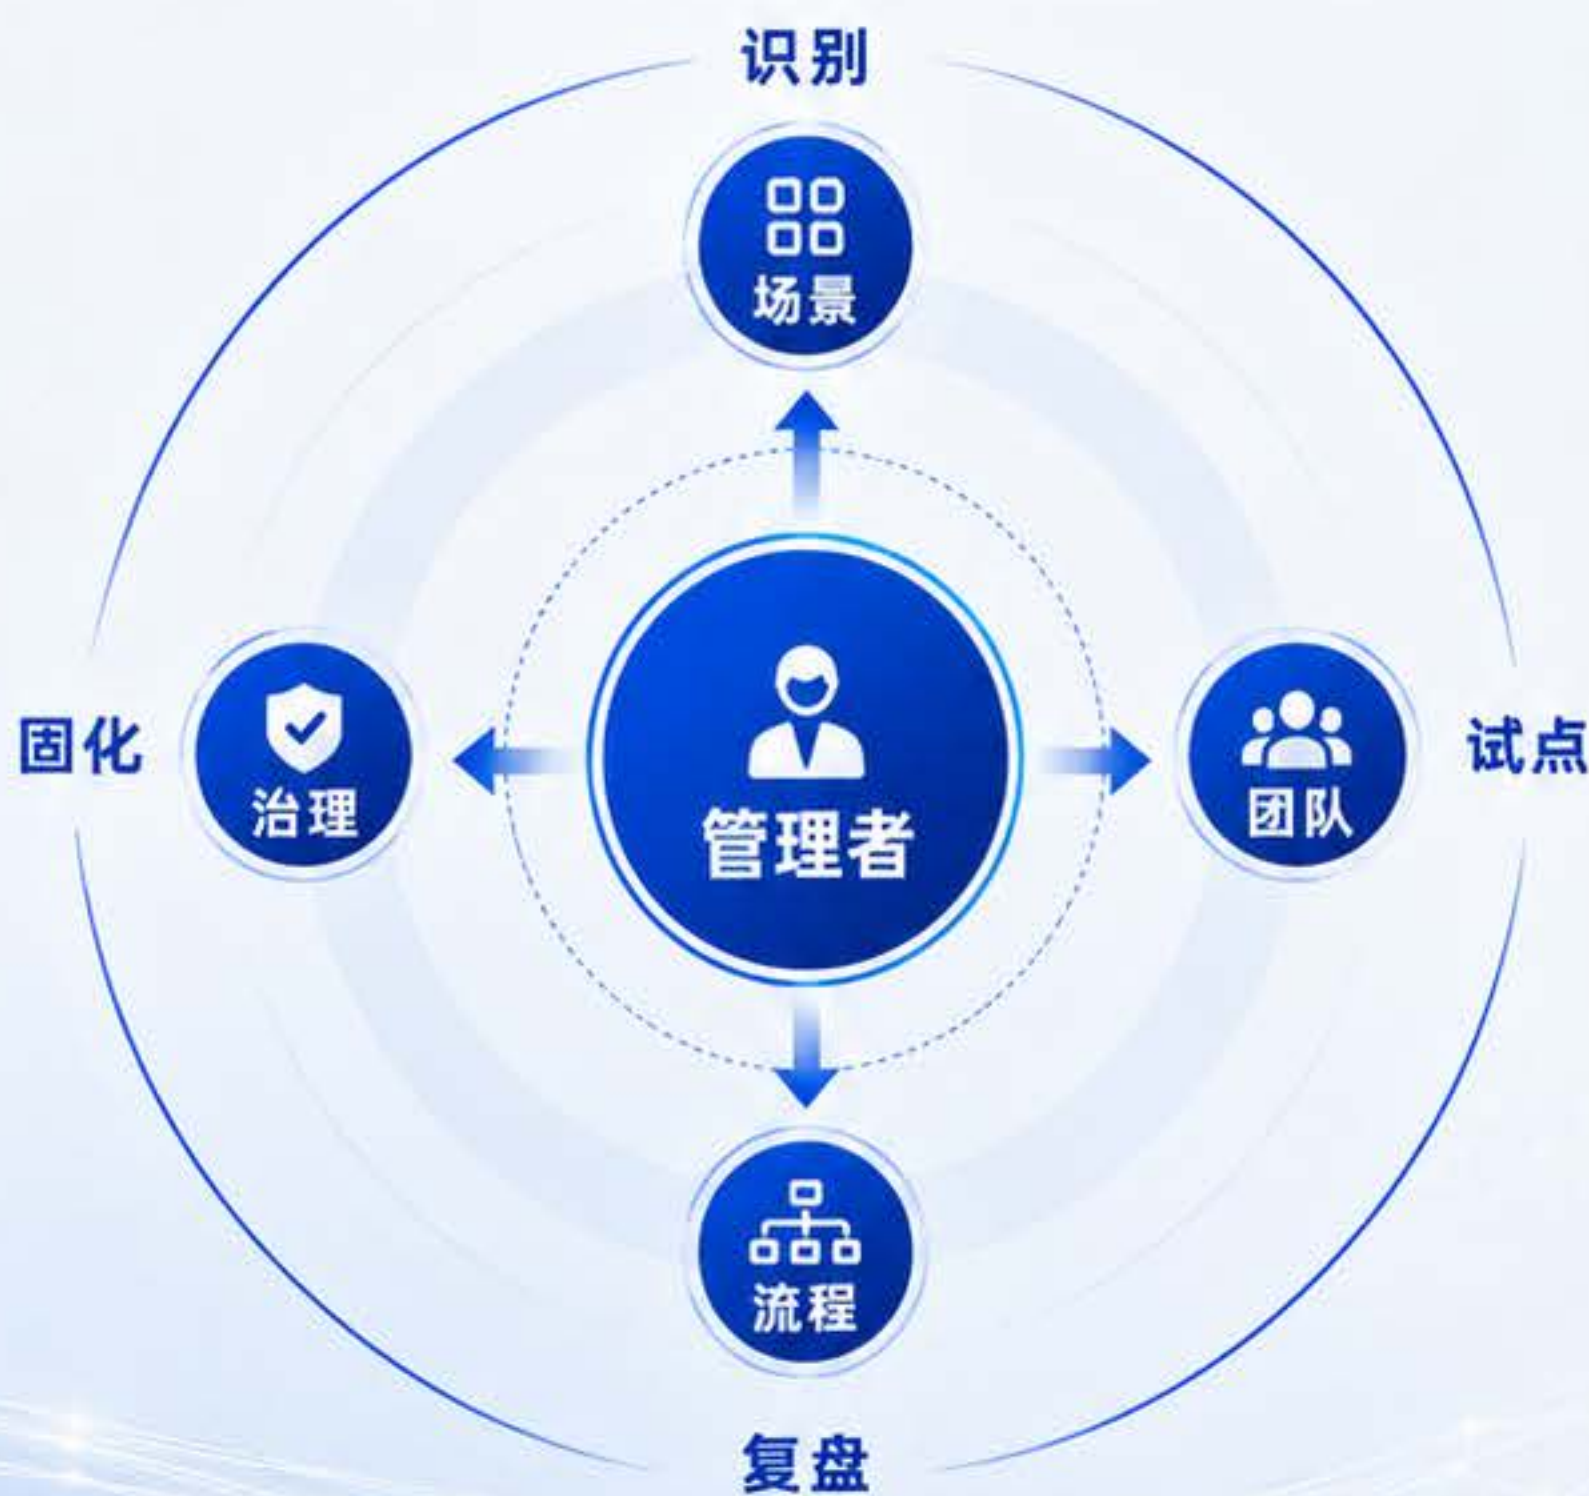 识别
场景
固化
治理
管理者
团队
试点
流程
复盘